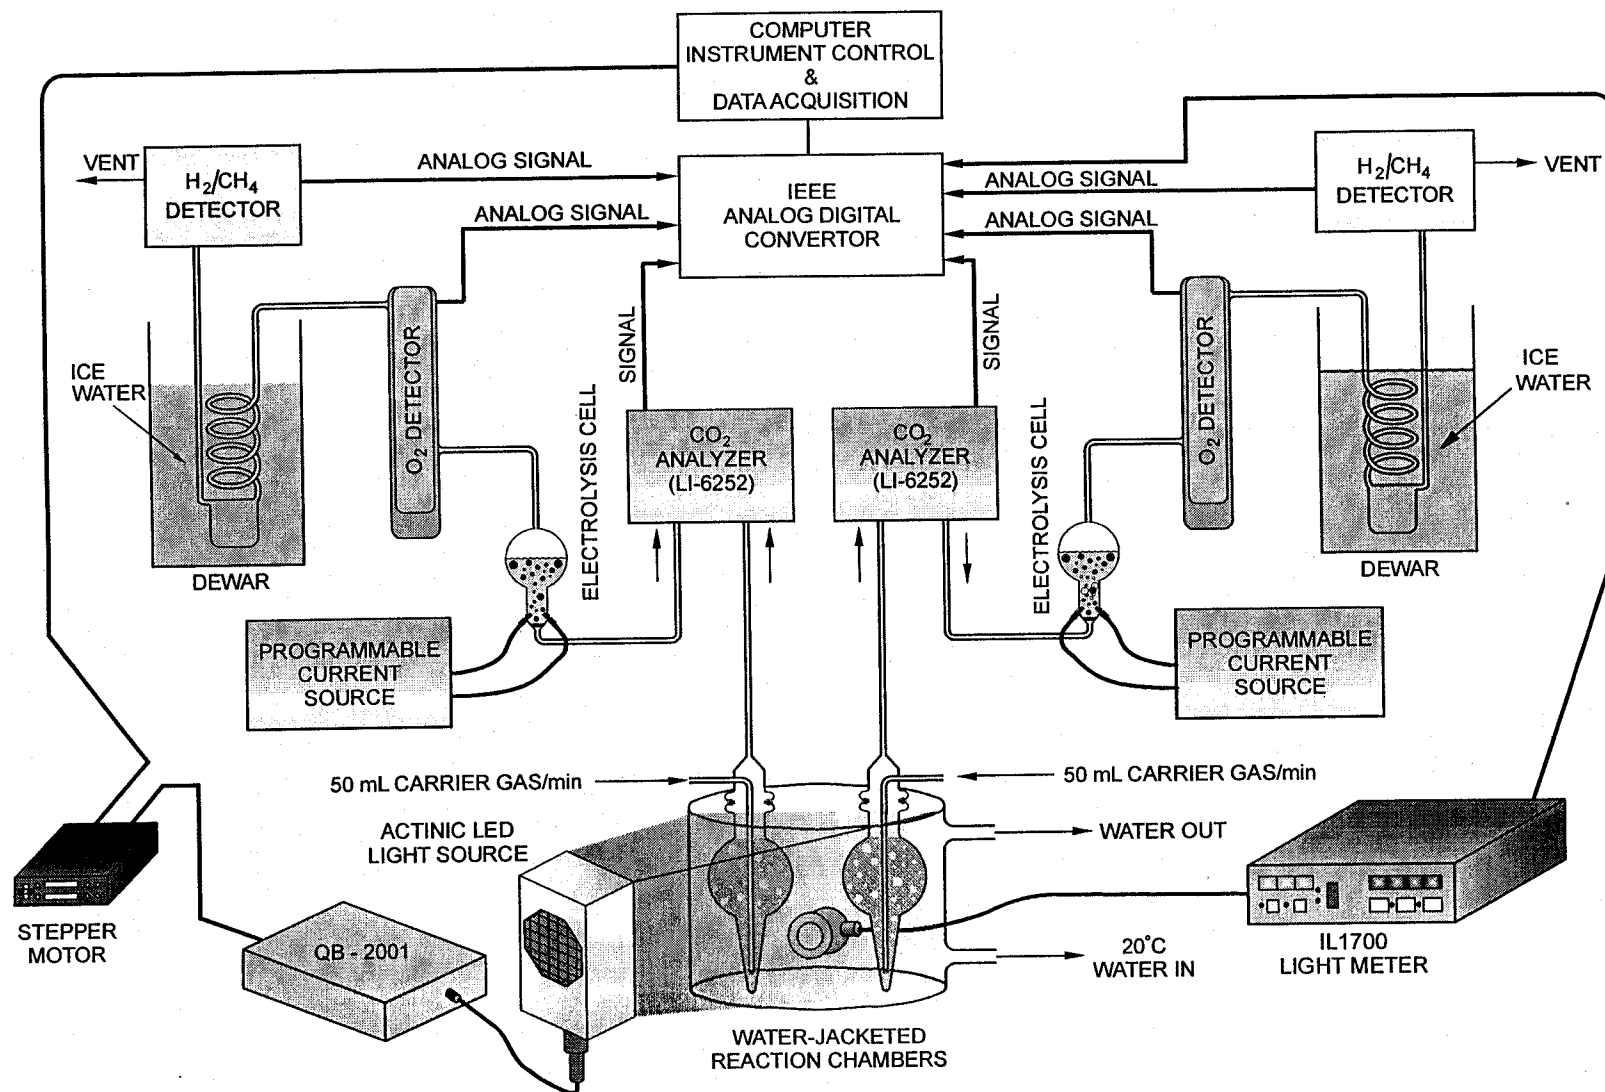 COMPUTER
INSTRUMENT CONTROL
&
DATA ACQUISITION
VENT
H2/CH4
DETECTOR
ANALOG SIGNAL
ANALOG SIGNAL
IEEE
ANALOG DIGITAL
CONVERTOR
ANALOG SIGNAL
ANALOG SIGNAL
H2/CH4
DETECTOR
VENT
ICE
WATER
O2 DETECTOR
SIGNAL
SIGNAL
O2 DETECTOR
ICE
WATER
DEWAR
ELECTROLYSIS CELL
CO2
ANALYZER
(LI-6252)
CO2
ANALYZER
(LI-6252)
ELECTROLYSIS CELL
DEWAR
PROGRAMMABLE
CURRENT
SOURCE
PROGRAMMABLE
CURRENT
SOURCE
50 mL CARRIER GAS/min
50 mL CARRIER GAS/min
ACTINIC LED
LIGHT SOURCE
WATER OUT
STEPPER
MOTOR
QB - 2001
20°C
WATER IN
IL1700
LIGHT METER
WATER-JACKETED
REACTION CHAMBERS